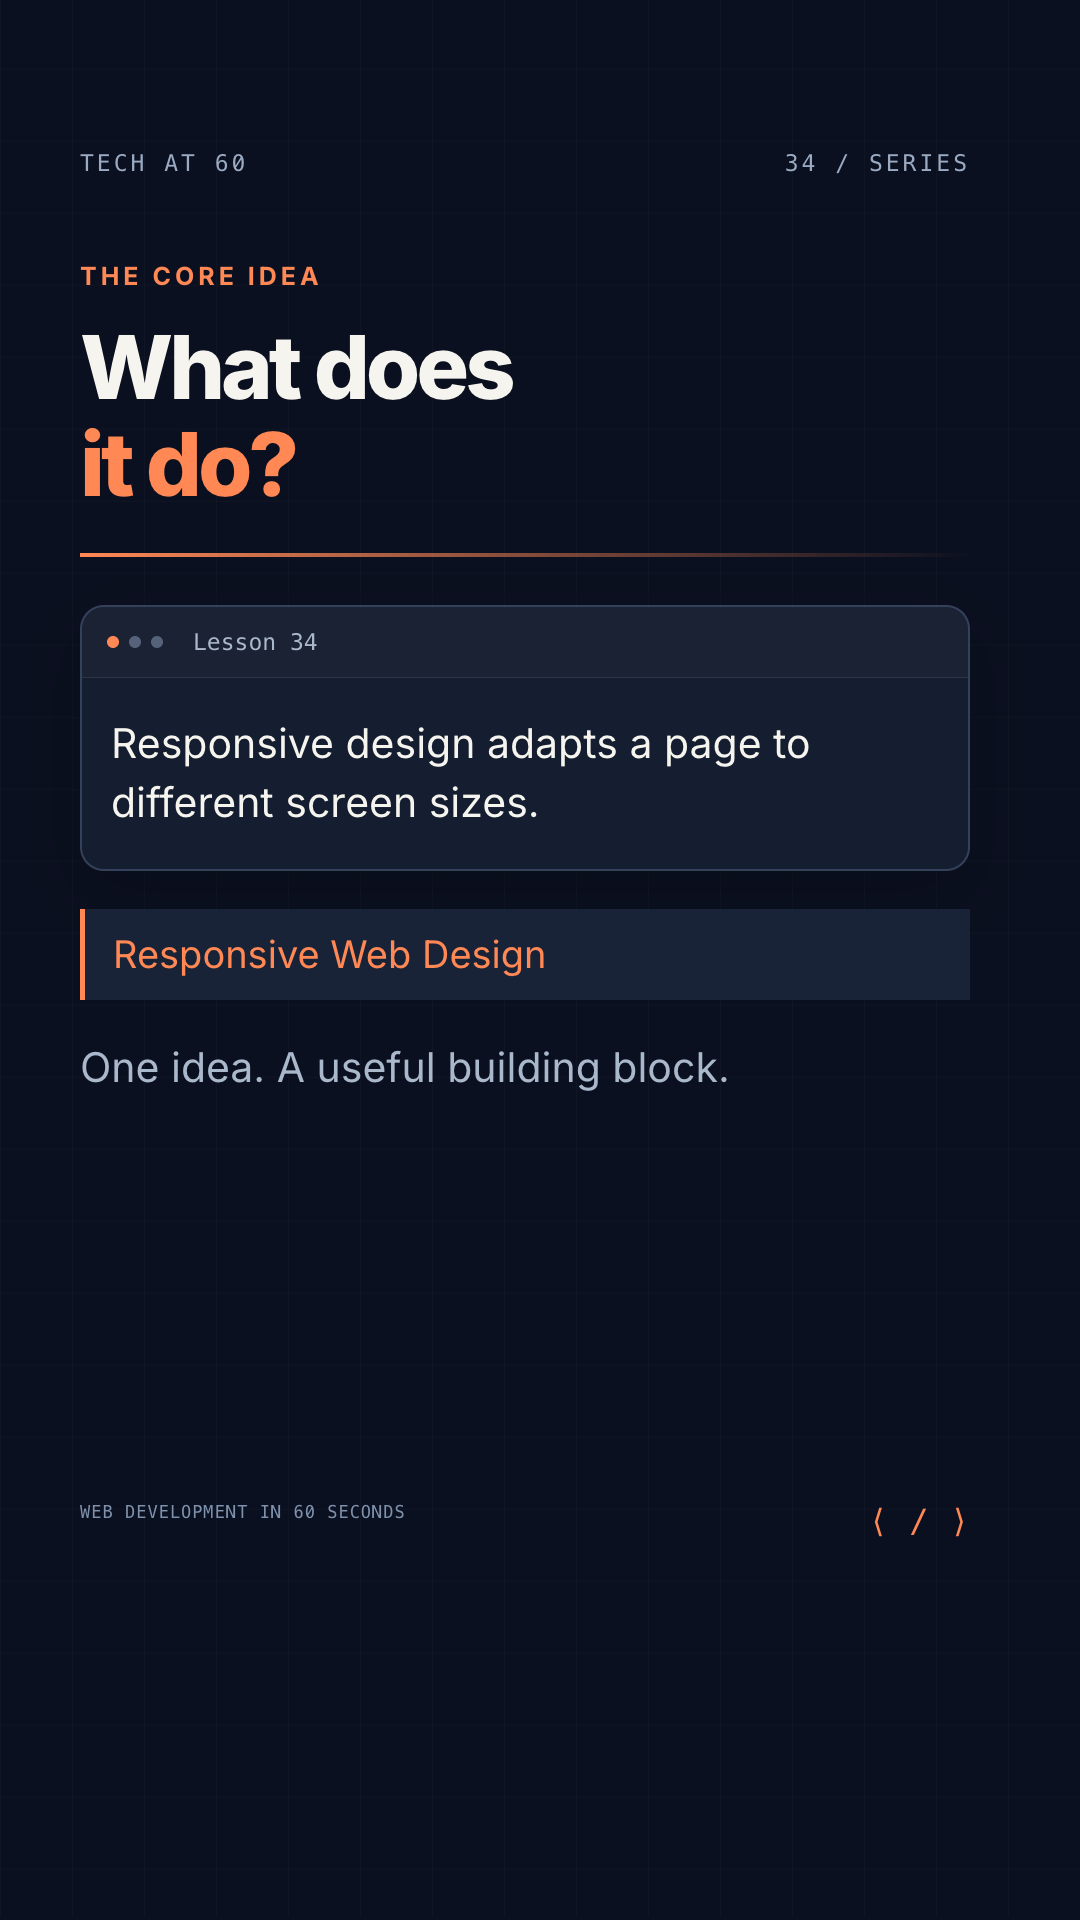 TECH AT 60
34 / SERIES
THE CORE IDEA
What does
it do?
Lesson 34
Responsive design adapts a page to
different screen sizes.
Responsive Web Design
One idea. A useful building block.
WEB DEVELOPMENT IN 60 SECONDS
⟨ / ⟩